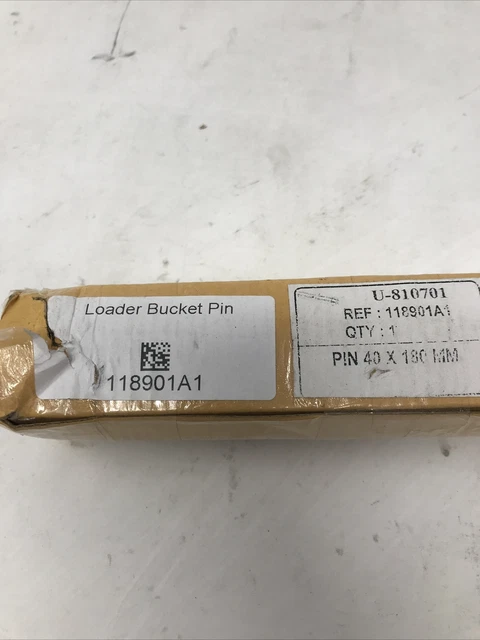 Loader Bucket Pin
118901A1
U-810701
REF : 118901A1
QTY : 1
PIN 40 X 180 MM